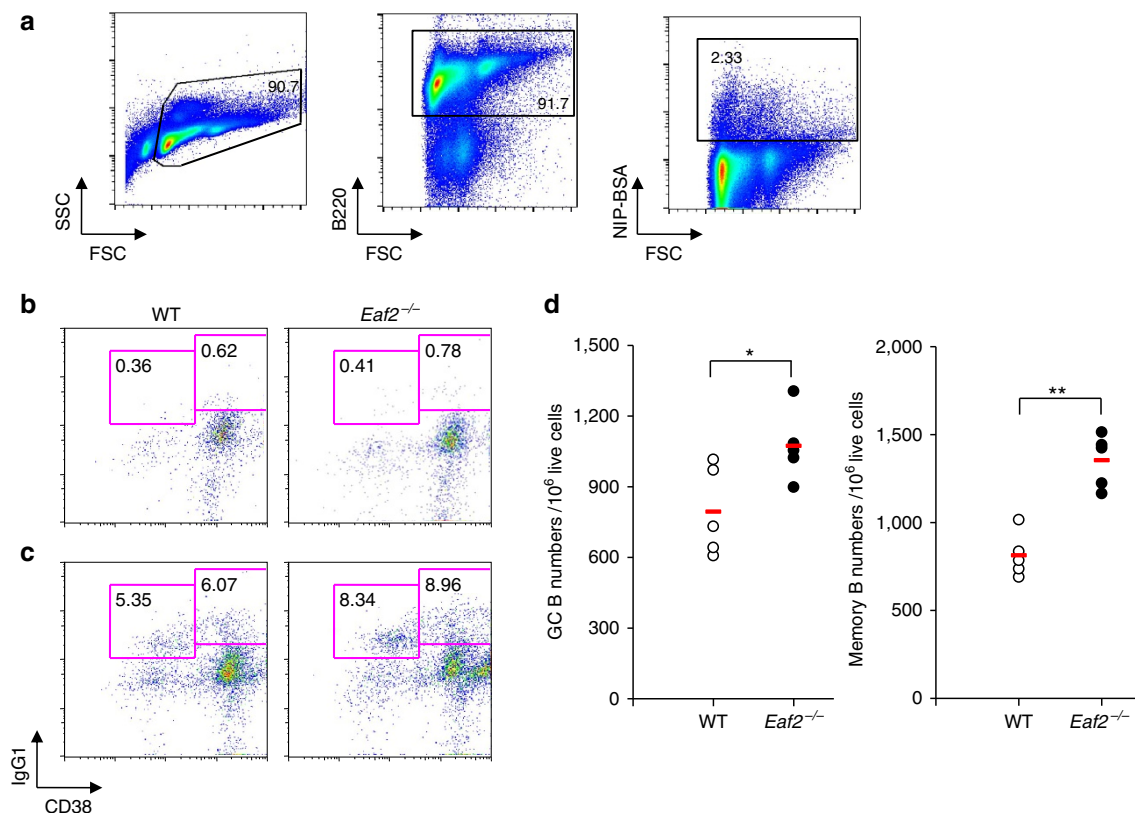 a
90.7
SSC
FSC
91.7
B220
FSC
2:33
NIP-BSA
FSC
b
WT
Eaf2–/–
0.36
0.62
0.41
0.78
c
5.35
6.07
8.34
8.96
IgG1
CD38
d
1,500
1,200
900
600
300
0
GC B numbers /10⁶ live cells
*
WT
Eaf2–/–
2,000
1,500
1,000
500
0
Memory B numbers /10⁶ live cells
**
WT
Eaf2–/–